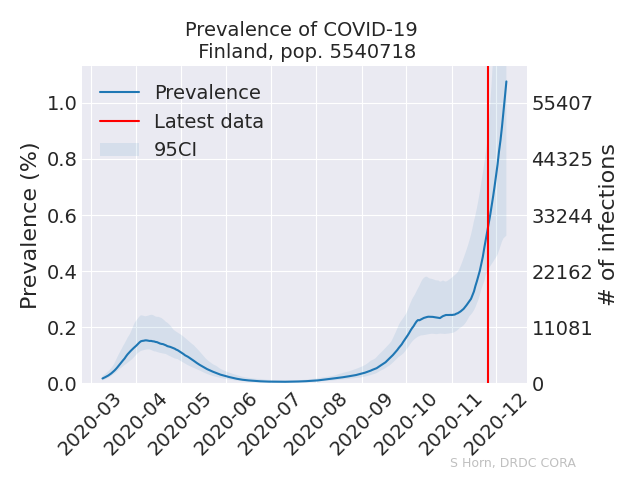 Prevalence of COVID-19
Finland, pop. 5540718
Prevalence
Latest data
95CI
Prevalence (%)
1.0
0.8
0.6
0.4
0.2
0.0
55407
44325
33244
22162
11081
0
# of infections
2020-03
2020-04
2020-05
2020-06
2020-07
2020-08
2020-09
2020-10
2020-11
2020-12
S Horn, DRDC CORA